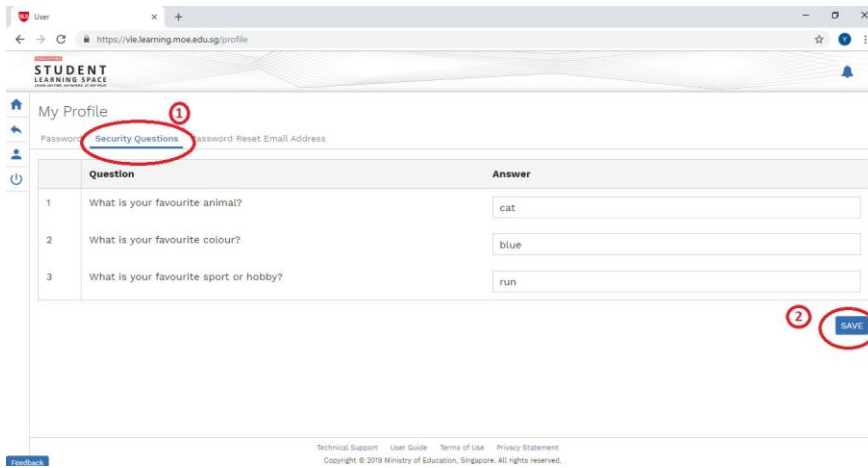 SLS User
https://vle.learning.moe.edu.sg/profile
Y
STUDENT
LEARNING SPACE
My Profile
1
Password Security Questions Password Reset Email Address
Question Answer
1 What is your favourite animal? cat
2 What is your favourite colour? blue
3 What is your favourite sport or hobby? run
2
SAVE
Technical Support User Guide Terms of Use Privacy Statement
Copyright © 2019 Ministry of Education, Singapore. All rights reserved.
Feedback